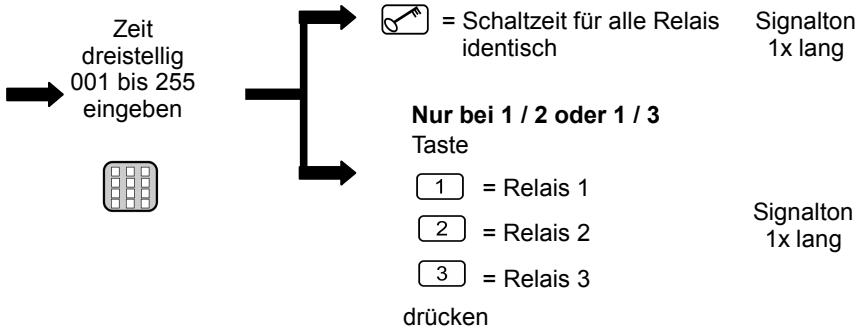 Zeit
dreistellig
001 bis 255
eingeben
= Schaltzeit für alle Relais
identisch
Signalton
1x lang
Nur bei 1 / 2 oder 1 / 3
Taste
1 = Relais 1
2 = Relais 2
3 = Relais 3
drücken
Signalton
1x lang